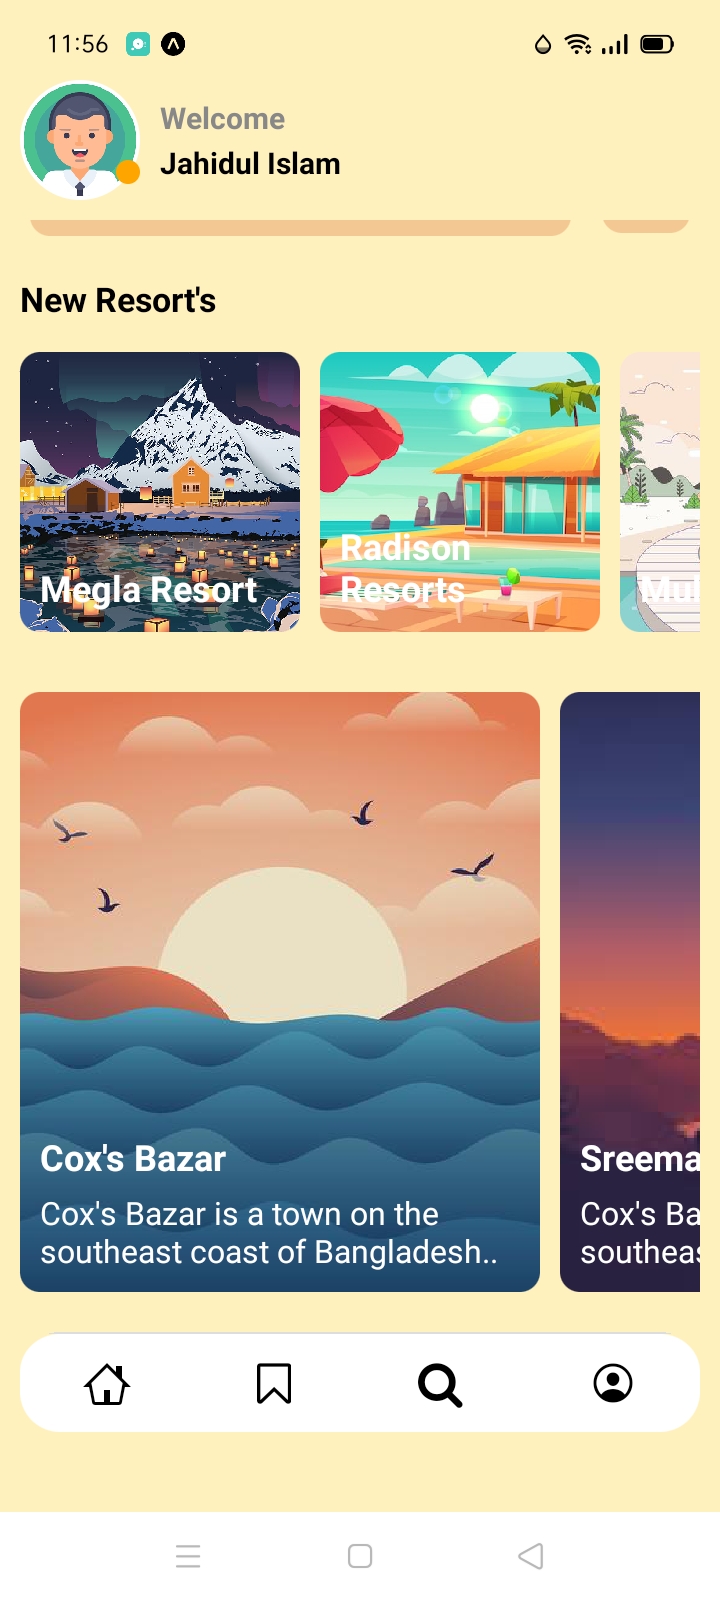 11:56
Welcome
Jahidul Islam
New Resort's
Megla Resort
Radison
Resorts
Mul
Cox's Bazar
Cox's Bazar is a town on the
southeast coast of Bangladesh..
Sreema
Cox's Ba
southeas